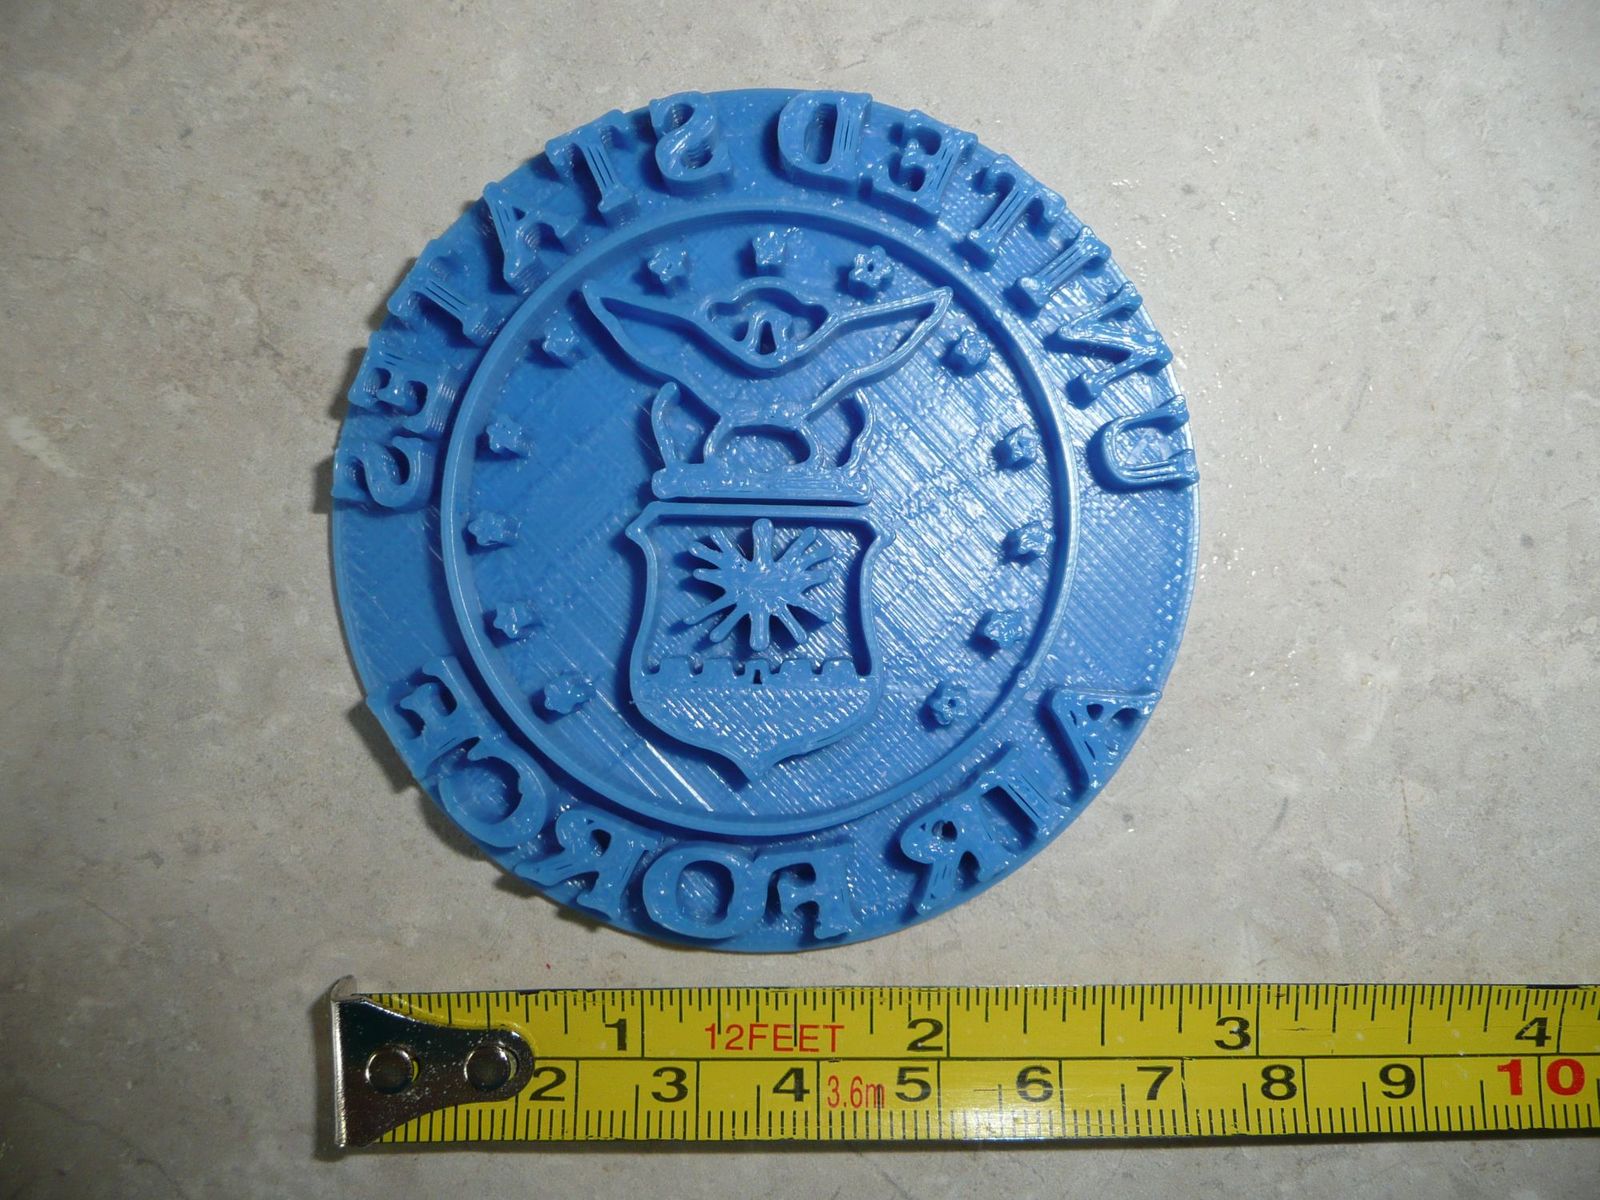 UNITED STATES
AIR FORCE
1 12FEET 2 3 4
2 3 4 3.6m 5 6 7 8 9 10